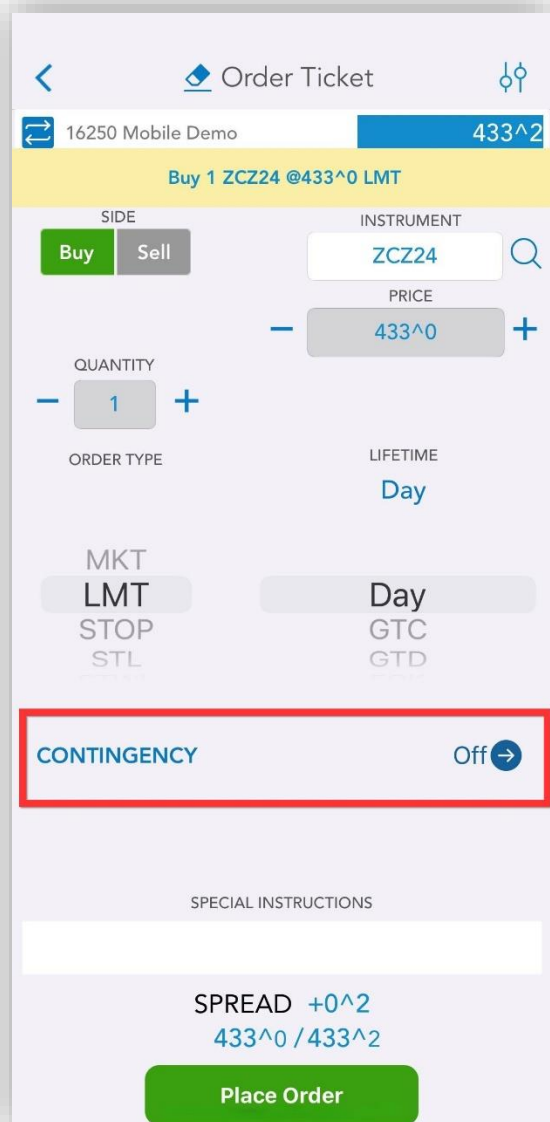 Order Ticket
16250 Mobile Demo 433^2
Buy 1 ZCZ24 @433^0 LMT
SIDE INSTRUMENT
Buy Sell ZCZ24
PRICE
− 433^0 +
QUANTITY
− 1 +
ORDER TYPE LIFETIME
Day
MKT
LMT Day
STOP GTC
STL GTD
CONTINGENCY Off
SPECIAL INSTRUCTIONS
SPREAD +0^2
433^0 / 433^2
Place Order